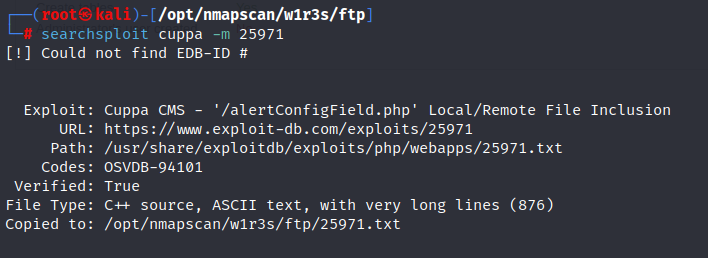 ┌──(root㉿kali)-[/opt/nmapscan/w1r3s/ftp]
└─# searchsploit cuppa -m 25971
[!] Could not find EDB-ID #
Exploit: Cuppa CMS - '/alertConfigField.php' Local/Remote File Inclusion
URL: https://www.exploit-db.com/exploits/25971
Path: /usr/share/exploitdb/exploits/php/webapps/25971.txt
Codes: OSVDB-94101
Verified: True
File Type: C++ source, ASCII text, with very long lines (876)
Copied to: /opt/nmapscan/w1r3s/ftp/25971.txt